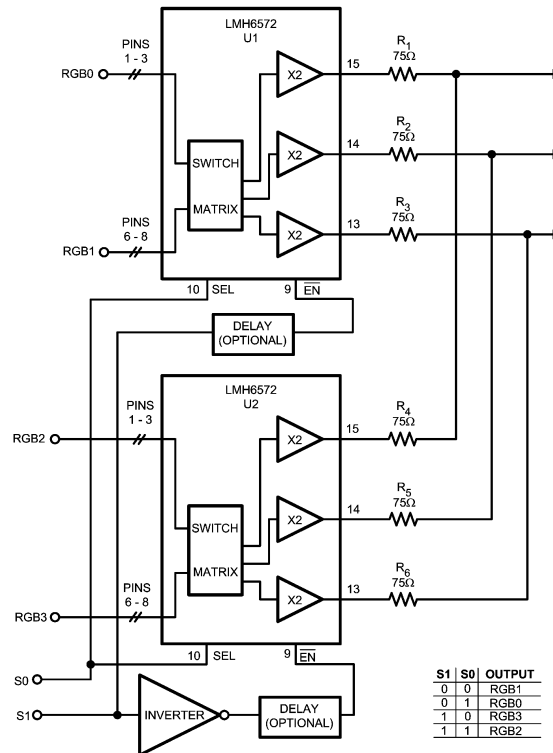 LMH6572
U1
PINS
1 - 3
RGB0
X2
15
R1
75Ω
X2
14
R2
75Ω
SWITCH
MATRIX
X2
13
R3
75Ω
PINS
6 - 8
RGB1
10 SEL
9 EN
DELAY
(OPTIONAL)
LMH6572
U2
PINS
1 - 3
RGB2
X2
15
R4
75Ω
X2
14
R5
75Ω
SWITCH
MATRIX
X2
13
R6
75Ω
PINS
6 - 8
RGB3
10 SEL
9 EN
S0
S1
INVERTER
DELAY
(OPTIONAL)
S1 S0 OUTPUT
0 0 RGB1
0 1 RGB0
1 0 RGB3
1 1 RGB2